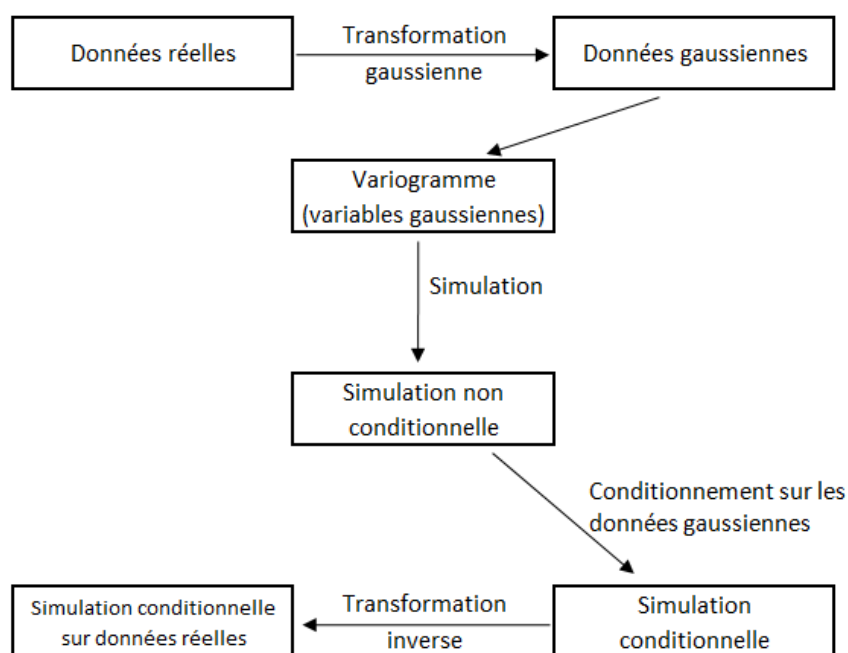 Données réelles
Transformation
gaussienne
Données gaussiennes
Variogramme
(variables gaussiennes)
Simulation
Simulation non
conditionnelle
Conditionnement sur les
données gaussiennes
Simulation conditionnelle
sur données réelles
Transformation
inverse
Simulation
conditionnelle